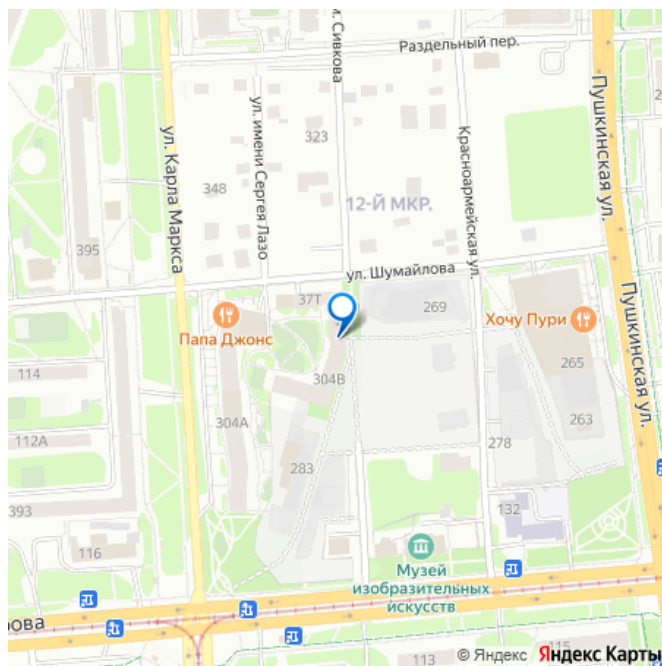 Раздельный пер.
м. Сивкова
Пушкинская ул.
323
ул. имени Сергея Лазо
ул. Карла Маркса
Красноармейская ул.
348
12-Й МКР.
395
ул. Шумайлова
37Т
269
Папа Джонс
Хочу Пури
Пушкинская ул.
114
265
304В
304А
263
112А
278
283
393
132
116
Музей
изобразительных
искусств
рова
113
115
© Яндекс Яндекс Карты